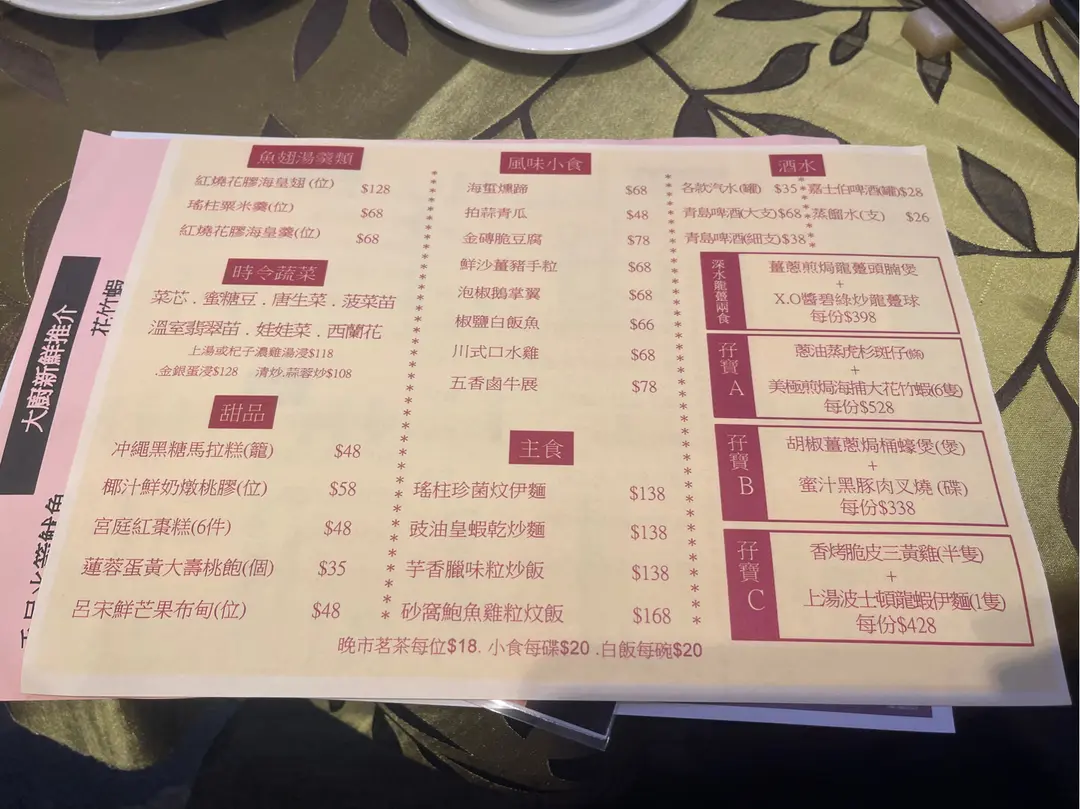 魚翅湯羹類
紅燒花膠海皇翅(位) $128
瑤柱粟米羹(位) $68
紅燒花膠海皇羹(位) $68
時令蔬菜
菜芯．蜜糖豆．唐生菜．菠菜苗
溫室翡翠苗．娃娃菜．西蘭花
上湯或杞子濃雞湯浸$118
.金銀蛋浸$128 清炒.蒜蓉炒$108
甜品
沖繩黑糖馬拉糕(籠) $48
椰汁鮮奶燉桃膠(位) $58
宮庭紅棗糕(6件) $48
蓮蓉蛋黃大壽桃飽(個) $35
呂宋鮮芒果布甸(位) $48
風味小食
海蜇燻蹄 $68
拍蒜青瓜 $48
金磚脆豆腐 $78
鮮沙薑豬手粒 $68
泡椒鵝掌翼 $68
椒鹽白飯魚 $66
川式口水雞 $68
五香鹵牛展 $78
主食
瑤柱珍菌炆伊麵 $138
豉油皇蝦乾炒麵 $138
芋香臘味粒炒飯 $138
砂窩鮑魚雞粒炆飯 $168
酒水
各款汽水(罐) $35 嘉士伯啤酒(罐)$28
青島啤酒(大支)$68 蒸餾水(支) $26
青島啤酒(細支)$38
深水龍躉兩食
薑蔥煎焗龍躉頭腩煲
+
X.O醬碧綠炒龍躉球
每份$398
孖寶A
蔥油蒸虎杉斑仔(條)
+
美極煎焗海捕大花竹蝦(6隻)
每份$528
孖寶B
胡椒薑蔥焗桶蠔煲(煲)
+
蜜汁黑豚肉叉燒(碟)
每份$338
孖寶C
香烤脆皮三黃雞(半隻)
+
上湯波士頓龍蝦伊麵(1隻)
每份$428
晚市茗茶每位$18. 小食每碟$20 .白飯每碗$20
大廚新鮮推介
花竹蝦